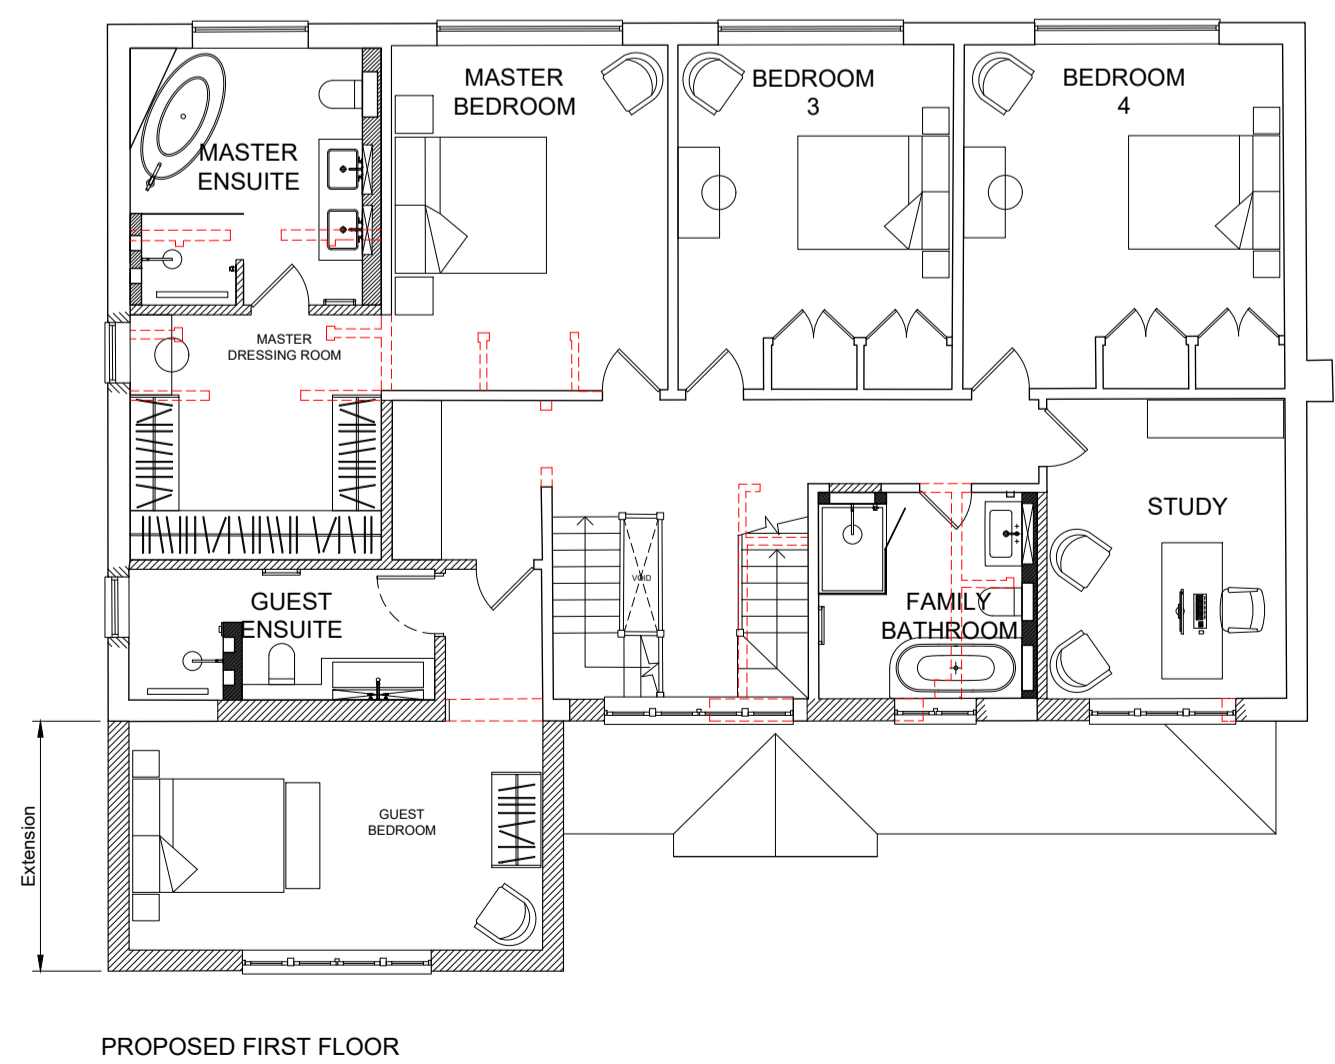 MASTER
BEDROOM
BEDROOM
3
BEDROOM
4
MASTER
ENSUITE
MASTER
DRESSING ROOM
STUDY
VOID
GUEST
ENSUITE
FAMILY
BATHROOM
GUEST
BEDROOM
Extension
PROPOSED FIRST FLOOR